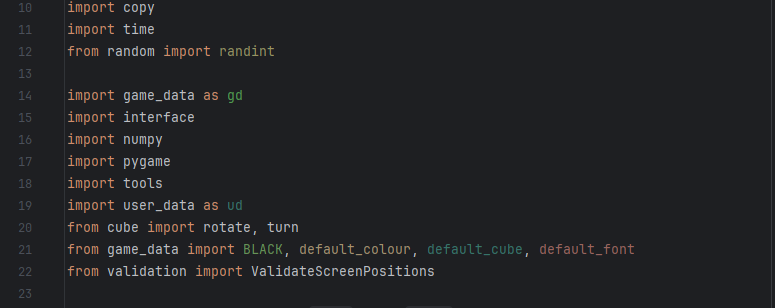 10 import copy
11 import time
12 from random import randint
13
14 import game_data as gd
15 import interface
16 import numpy
17 import pygame
18 import tools
19 import user_data as ud
20 from cube import rotate, turn
21 from game_data import BLACK, default_colour, default_cube, default_font
22 from validation import ValidateScreenPositions
23